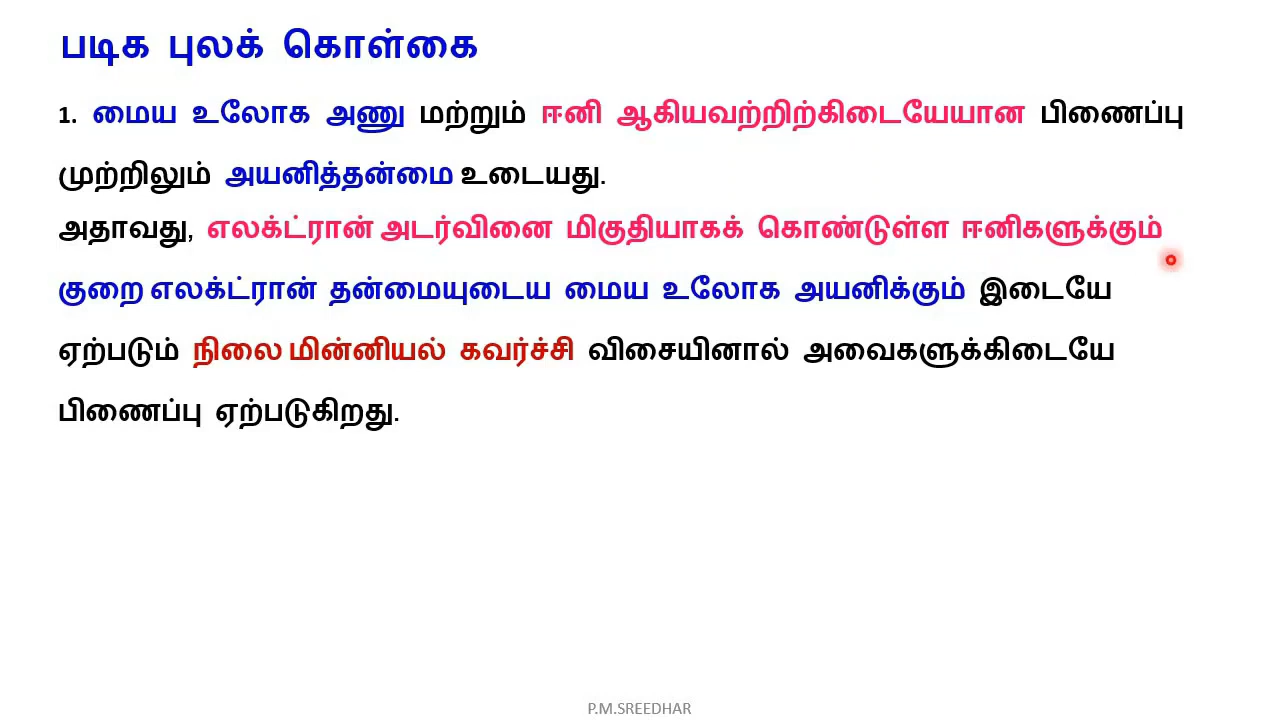 படிக புலக் கொள்கை
1. மைய உலோக அணு மற்றும் ஈனி ஆகியவற்றிற்கிடையேயான பிணைப்பு
முற்றிலும் அயனித்தன்மை உடையது.
அதாவது, எலக்ட்ரான் அடர்வினை மிகுதியாகக் கொண்டுள்ள ஈனிகளுக்கும்
குறை எலக்ட்ரான் தன்மையுடைய மைய உலோக அயனிக்கும் இடையே
ஏற்படும் நிலை மின்னியல் கவர்ச்சி விசையினால் அவைகளுக்கிடையே
பிணைப்பு ஏற்படுகிறது.
P.M.SREEDHAR